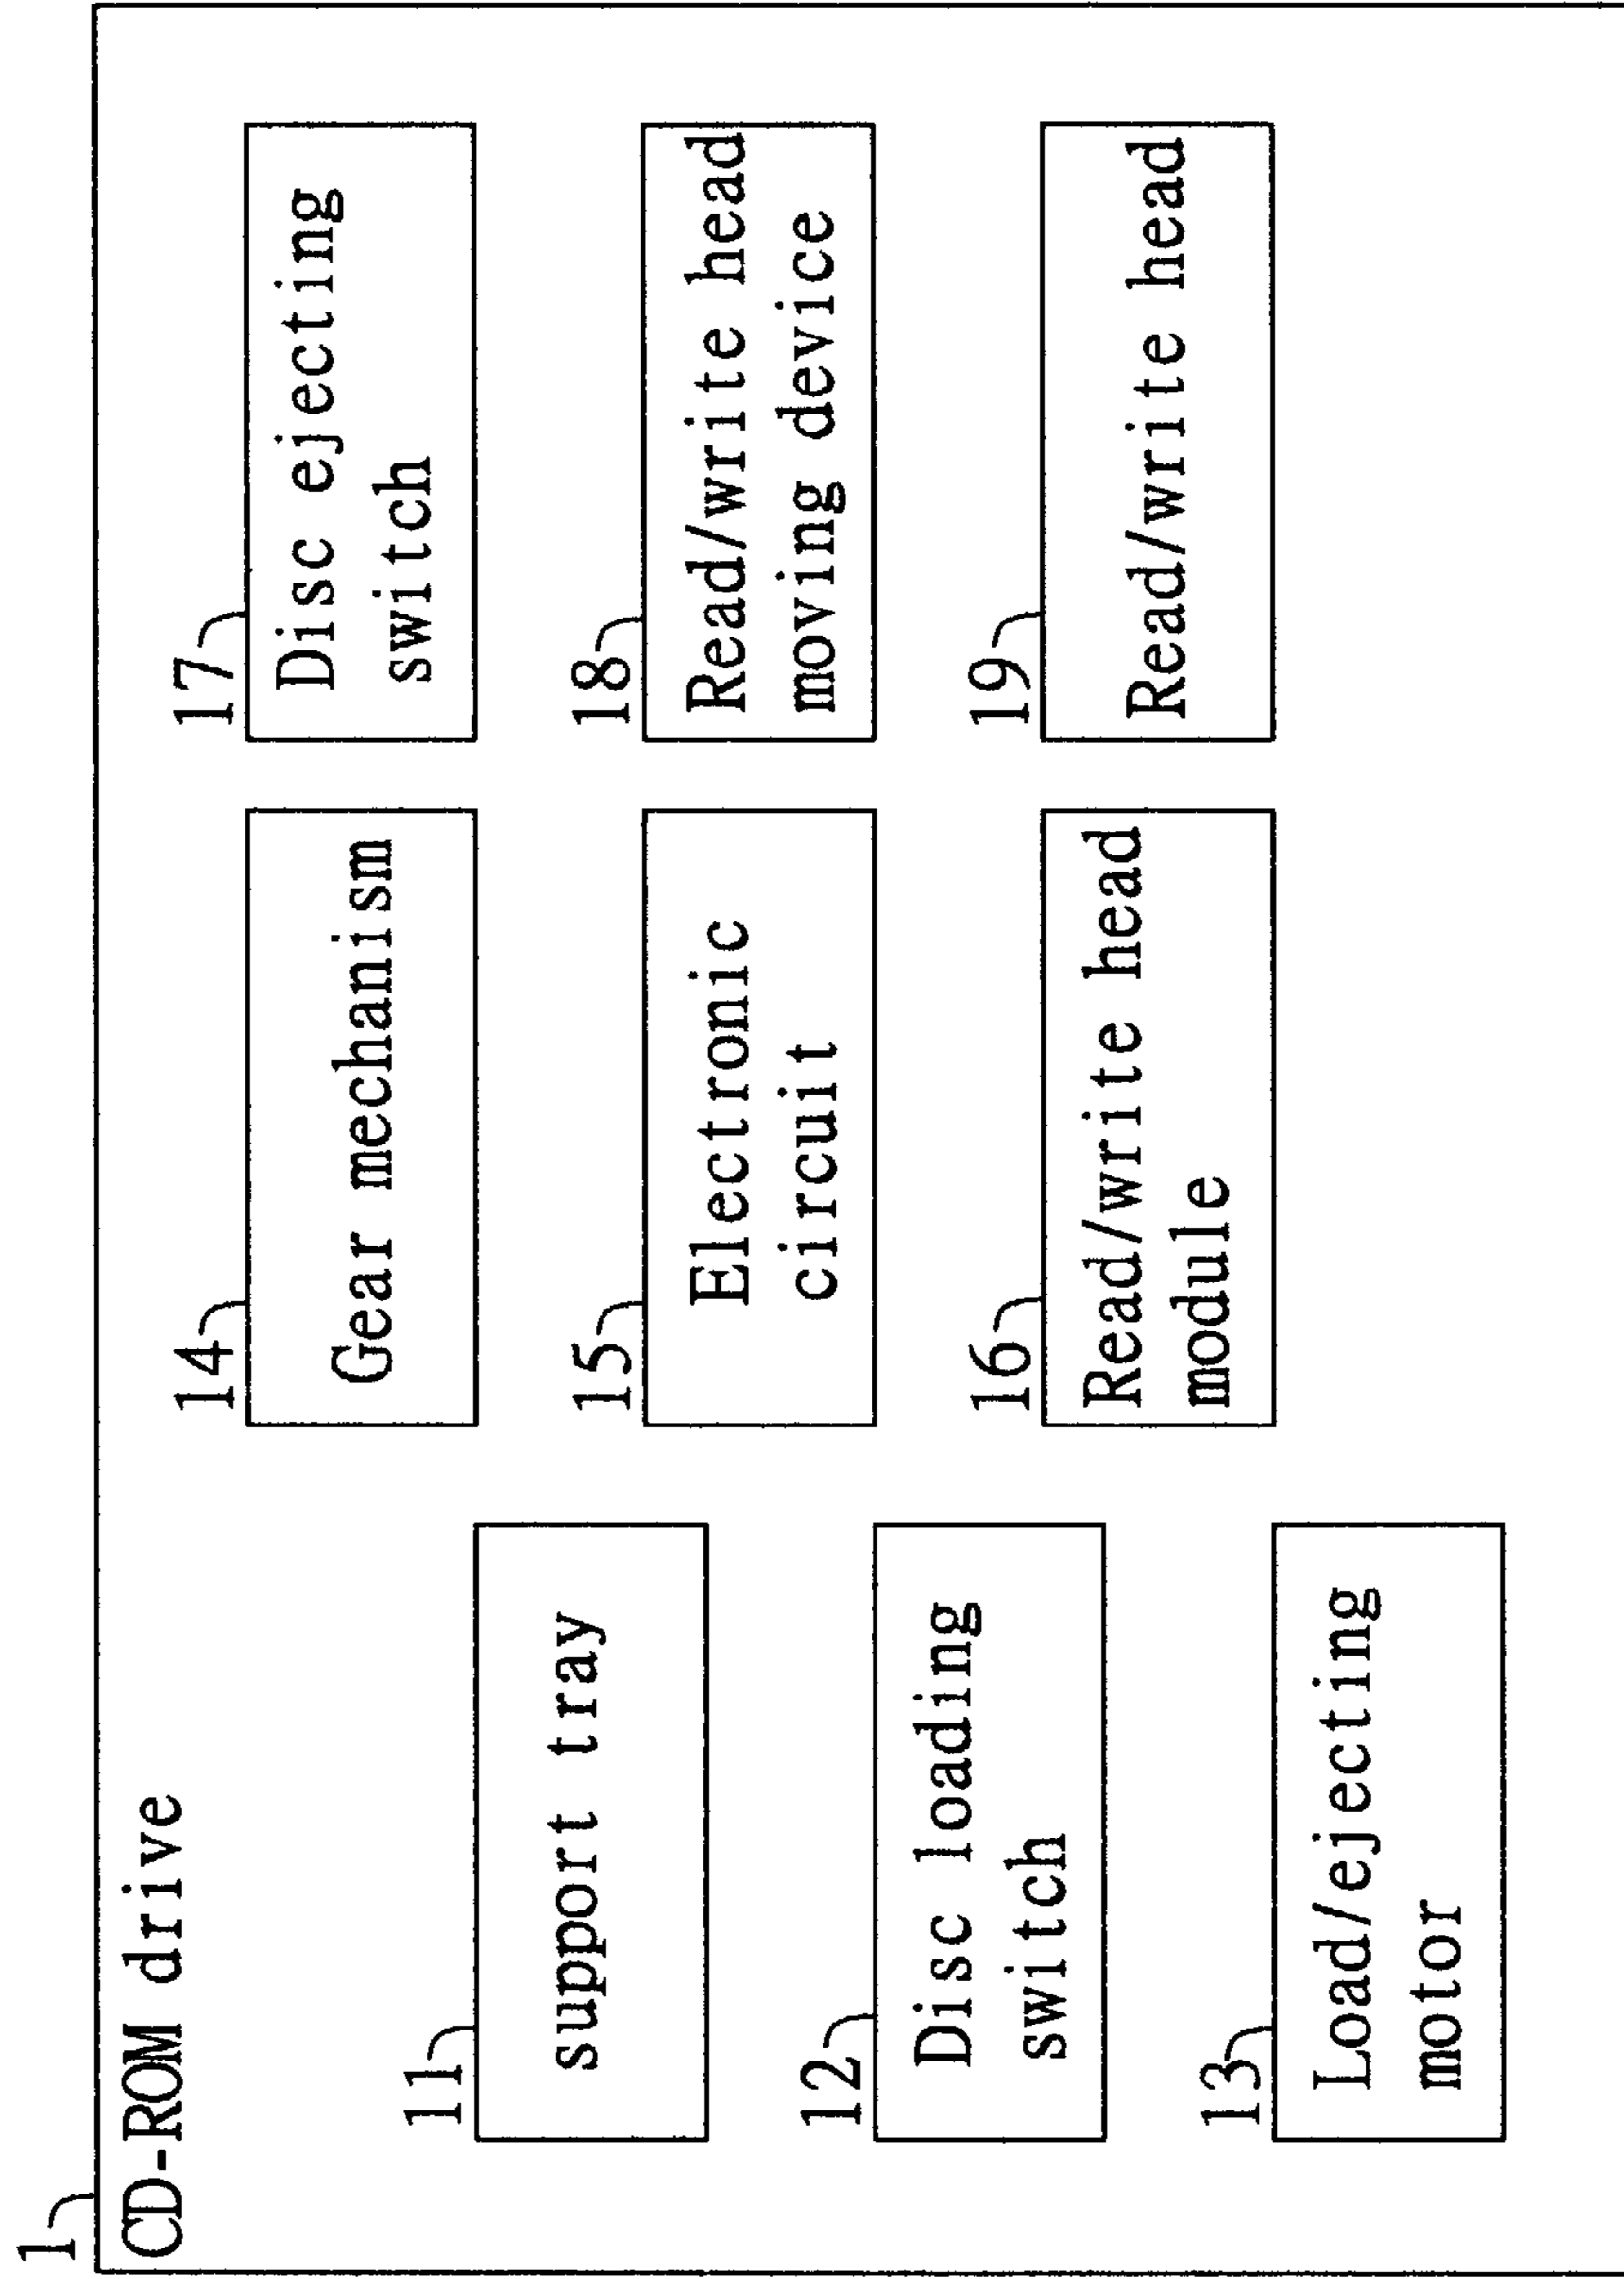 1
CD-ROM drive
11
support tray
12
Disc loading
switch
13
Load/ejecting
motor
14
Gear mechanism
15
Electronic
circuit
16
Read/write head
module
17
Disc ejecting
switch
18
Read/write head
moving device
19
Read/write head